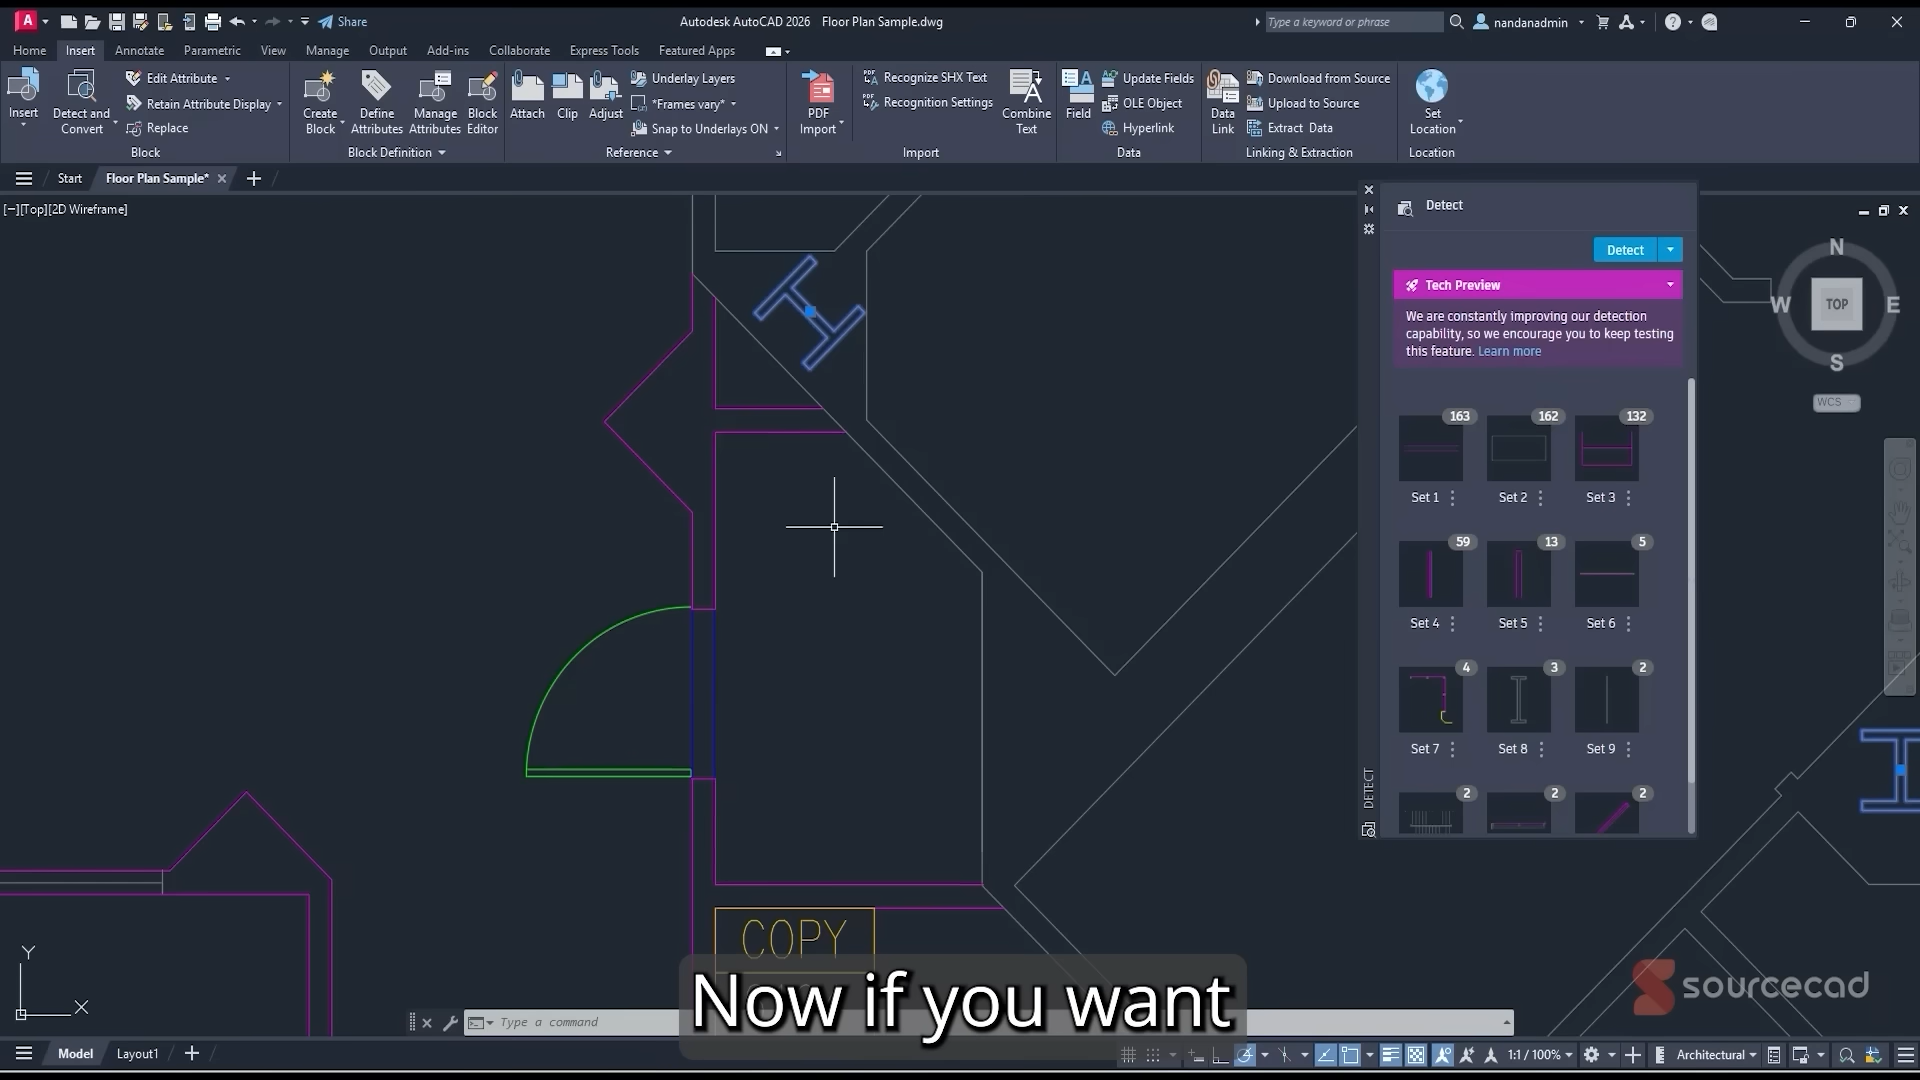 A
Share
Autodesk AutoCAD 2026 Floor Plan Sample.dwg
Type a keyword or phrase
nandanadmin
Home Insert Annotate Parametric View Manage Output Add-ins Collaborate Express Tools Featured Apps
Insert
Detect and
Convert
Edit Attribute
Retain Attribute Display
Replace
Block
Create
Block
Define
Attributes
Manage
Attributes
Block
Editor
Block Definition
Attach
Clip
Adjust
Underlay Layers
*Frames vary*
Snap to Underlays ON
Reference
PDF
Import
Recognize SHX Text
Recognition Settings
Combine
Text
Import
Field
Update Fields
OLE Object
Hyperlink
Data
Data
Link
Download from Source
Upload to Source
Extract Data
Linking & Extraction
Set
Location
Location
Start Floor Plan Sample*
[−][Top][2D Wireframe]
Detect
Detect
Tech Preview
We are constantly improving our detection
capability, so we encourage you to keep testing
this feature. Learn more
163 162 132
Set 1 Set 2 Set 3
59 13 5
Set 4 Set 5 Set 6
4 3 2
Set 7 Set 8 Set 9
2 2 2
DETECT
N
W TOP E
S
WCS
COPY
Y
X
sourcecad
Now if you want
Type a command
Model Layout1
1:1 / 100%
Architectural